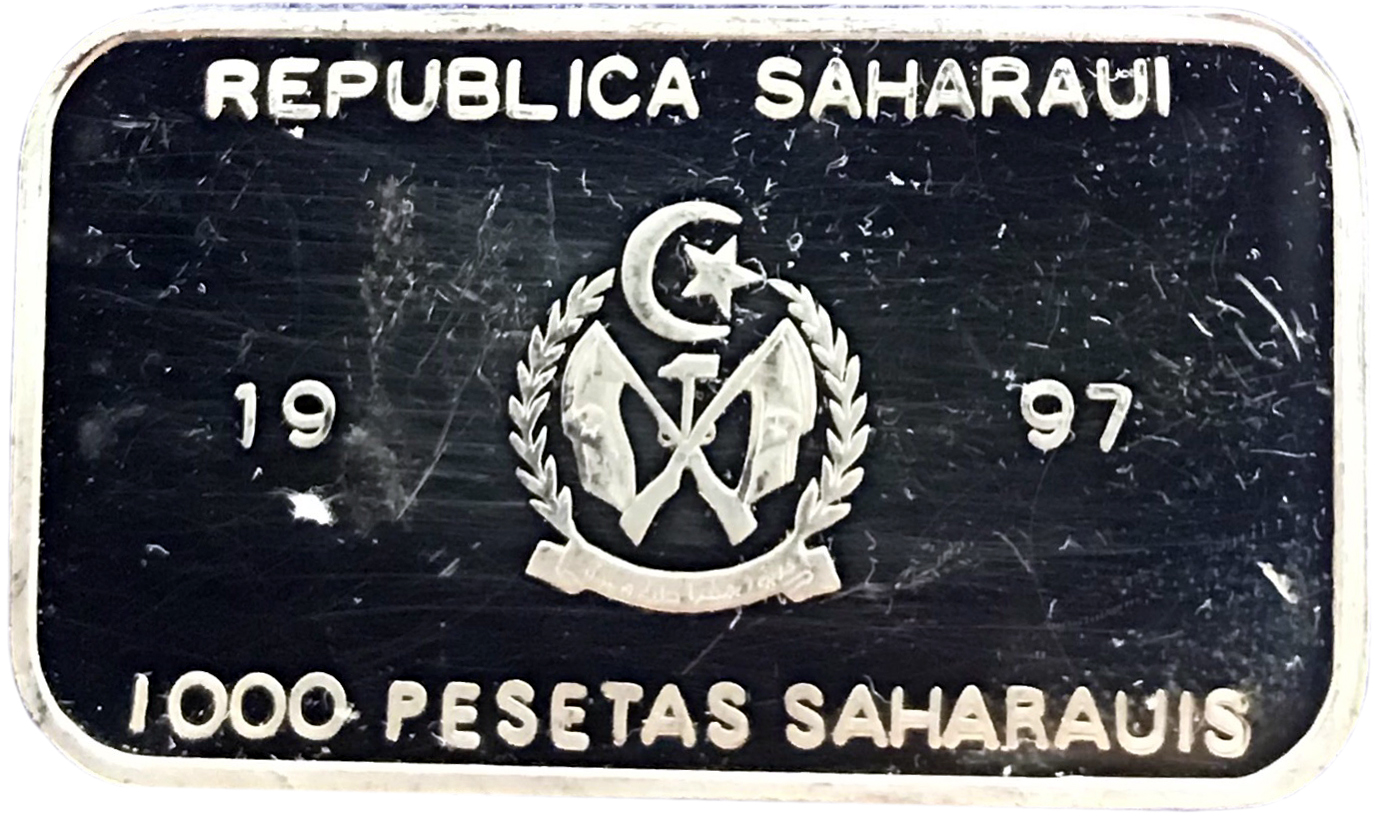 REPUBLICA SAHARAUI
19 97
1000 PESETAS SAHARAUIS